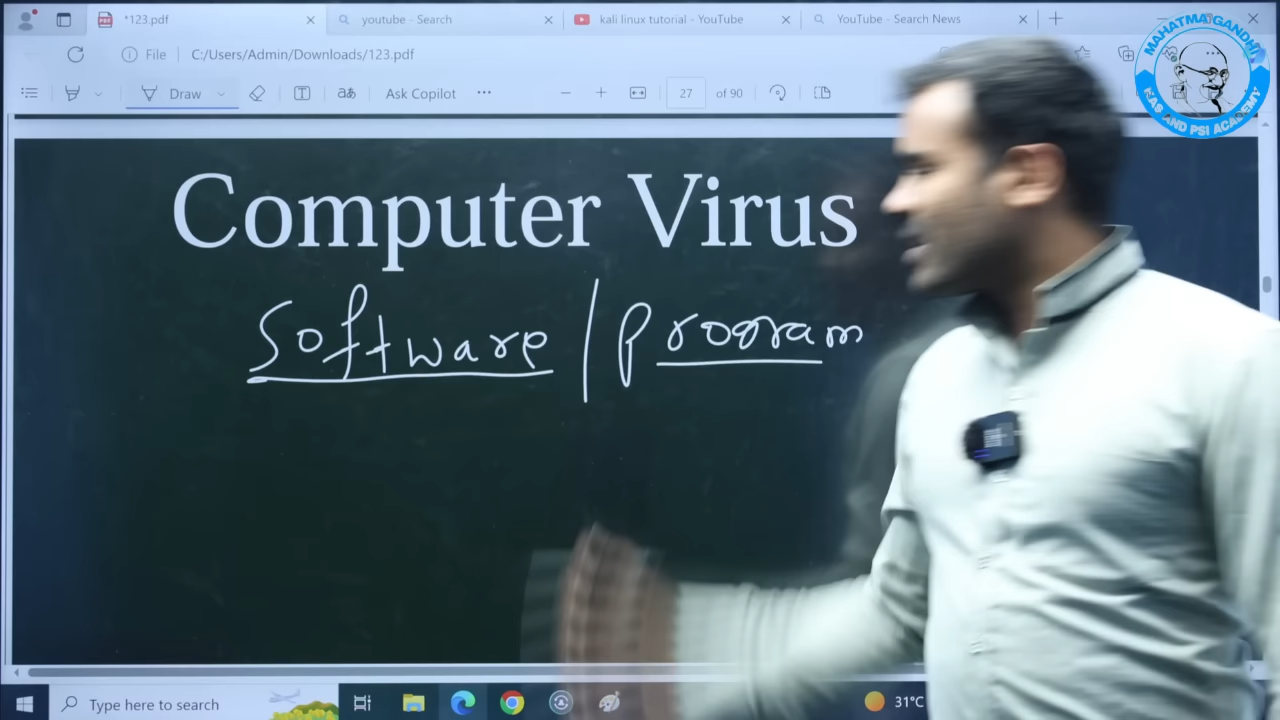 *123.pdf
youtube - Search
kali linux tutorial - YouTube
YouTube - Search News
File
C:/Users/Admin/Downloads/123.pdf
Draw
aあ
Ask Copilot
27 of 90
MAHATMA GANDHI
KAS AND PSI ACADEMY
Computer Virus
Software / Program
Type here to search
31°C